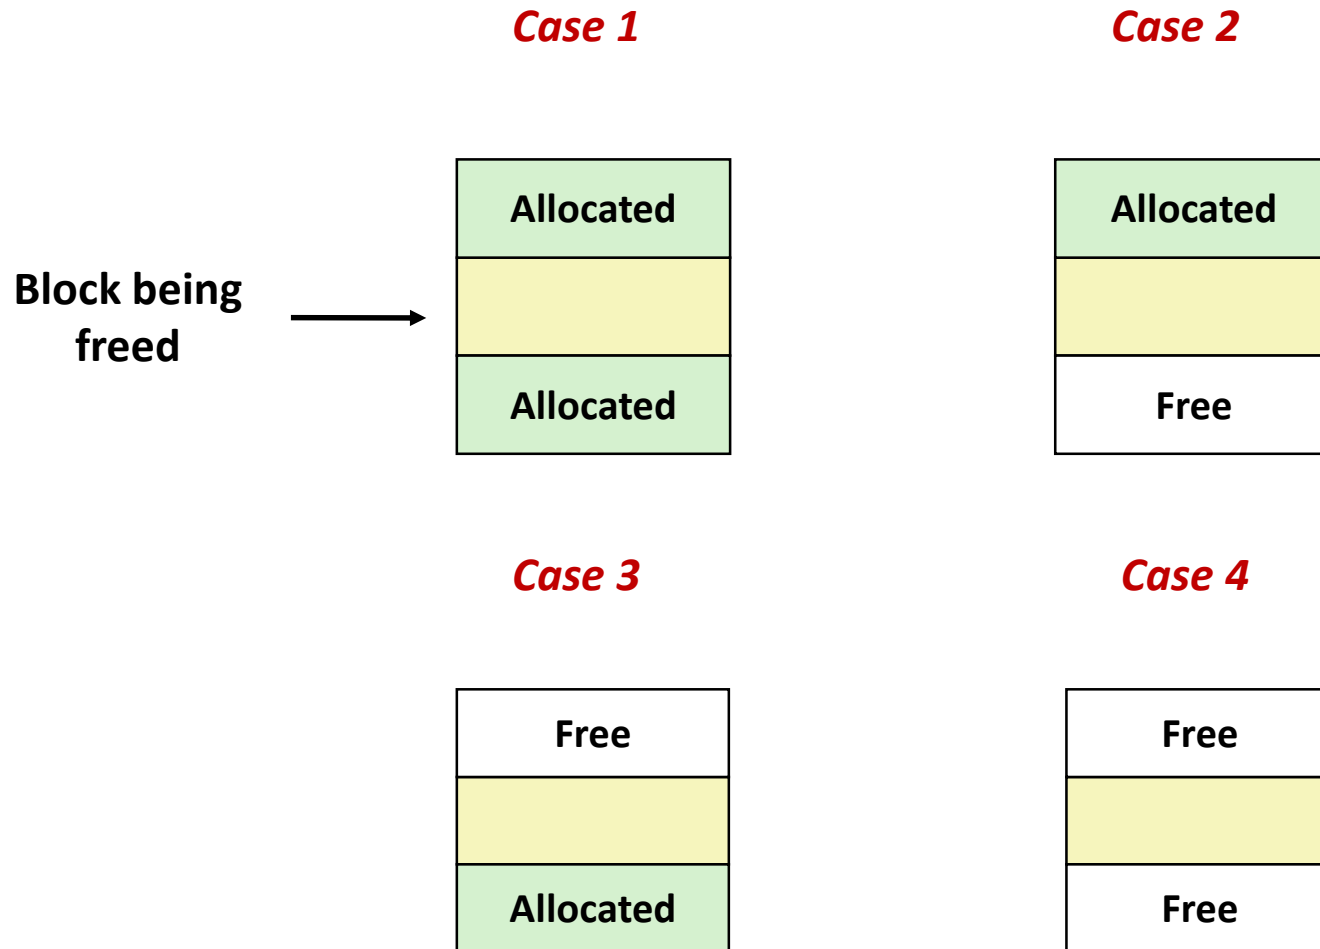 Case 1
Case 2
Allocated
Allocated
Block being
freed
Allocated
Free
Case 3
Case 4
Free
Free
Allocated
Free